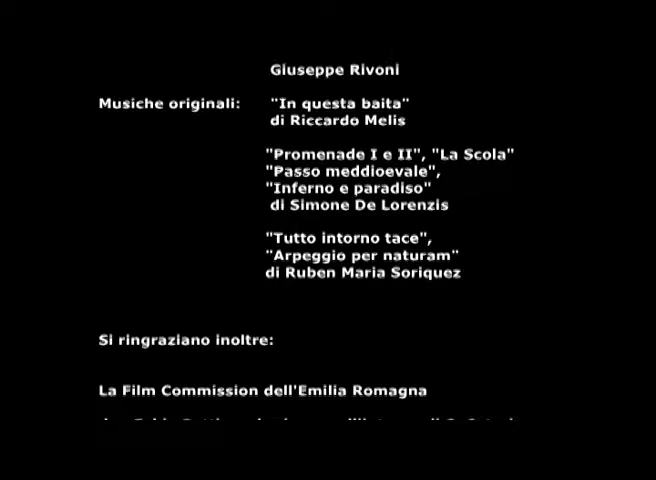 Giuseppe Rivoni
Musiche originali: "In questa baita"
di Riccardo Melis
"Promenade I e II", "La Scola"
"Passo meddioevale",
"Inferno e paradiso"
di Simone De Lorenzis
"Tutto intorno tace",
"Arpeggio per naturam"
di Ruben Maria Soriquez
Si ringraziano inoltre:
La Film Commission dell'Emilia Romagna